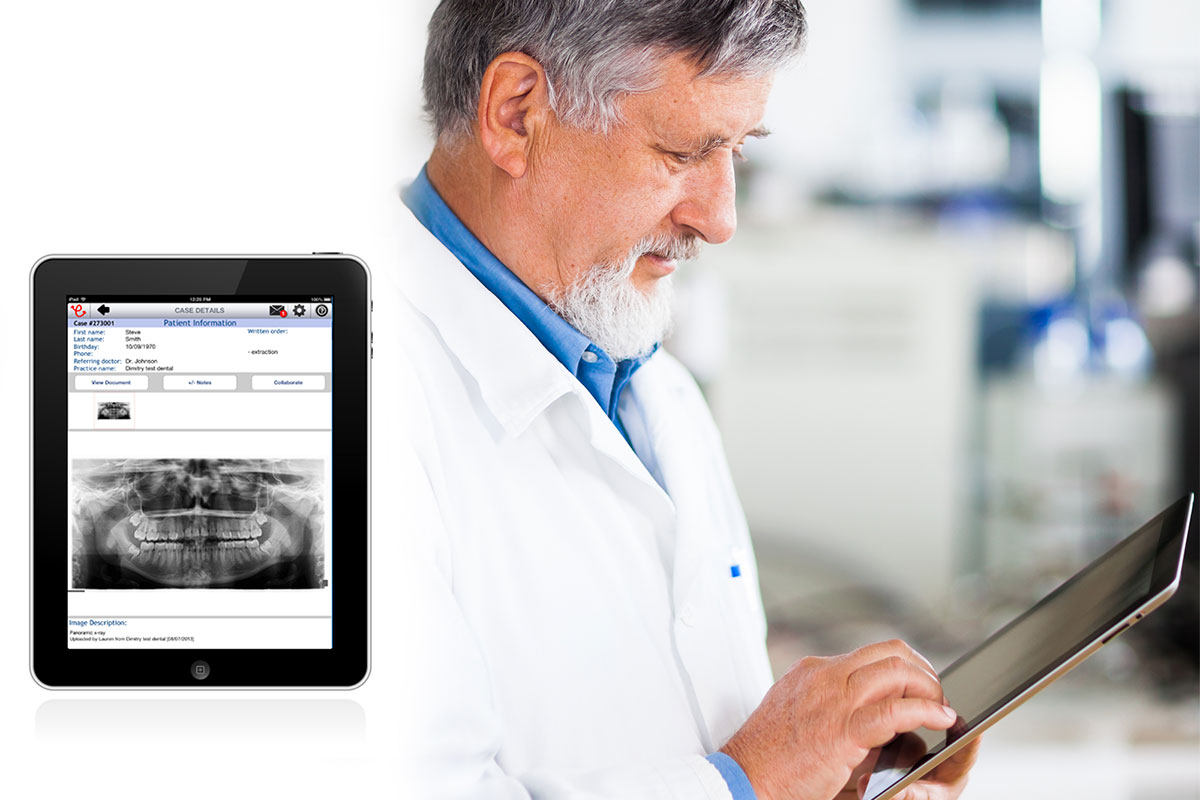 iPad 12:25 PM 100%
CASE DETAILS
1
Case #273001 Patient Information
First name: Steve Written order:
Last name: Smith
Birthday: 10/09/1970
Phone: - extraction
Referring doctor: Dr. Johnson
Practice name: Dimitry test dental
View Document +/- Notes Collaborate
Image Description:
Panoramic x-ray
Uploaded by Lauren from Dimitry test dental [08/07/2013]